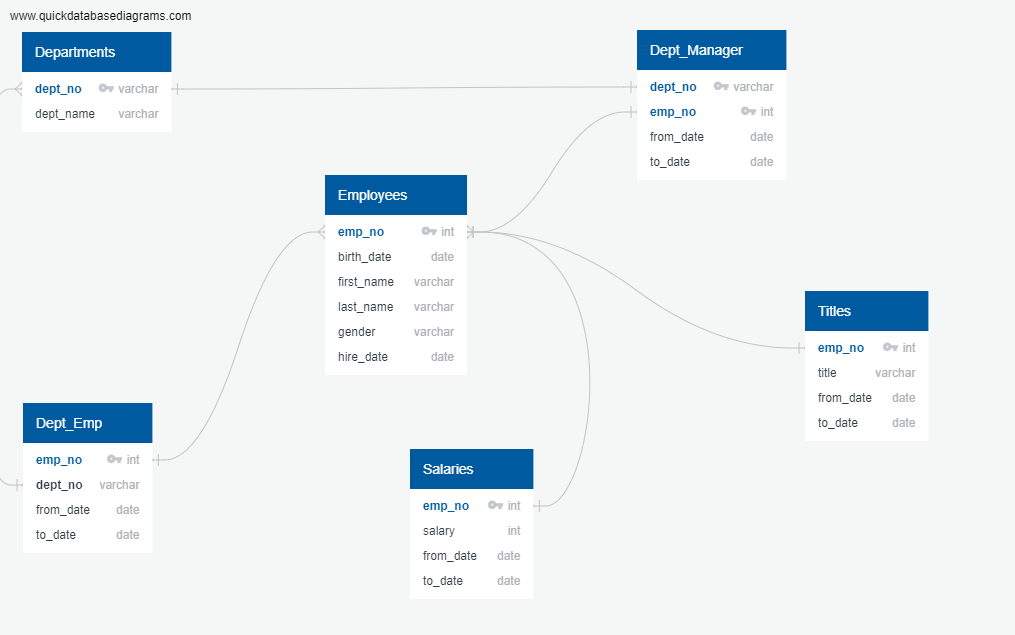 www.quickdatabasediagrams.com
Departments
dept_no varchar
dept_name varchar
Dept_Manager
dept_no varchar
emp_no int
from_date date
to_date date
Employees
emp_no int
birth_date date
first_name varchar
last_name varchar
gender varchar
hire_date date
Titles
emp_no int
title varchar
from_date date
to_date date
Dept_Emp
emp_no int
dept_no varchar
from_date date
to_date date
Salaries
emp_no int
salary int
from_date date
to_date date